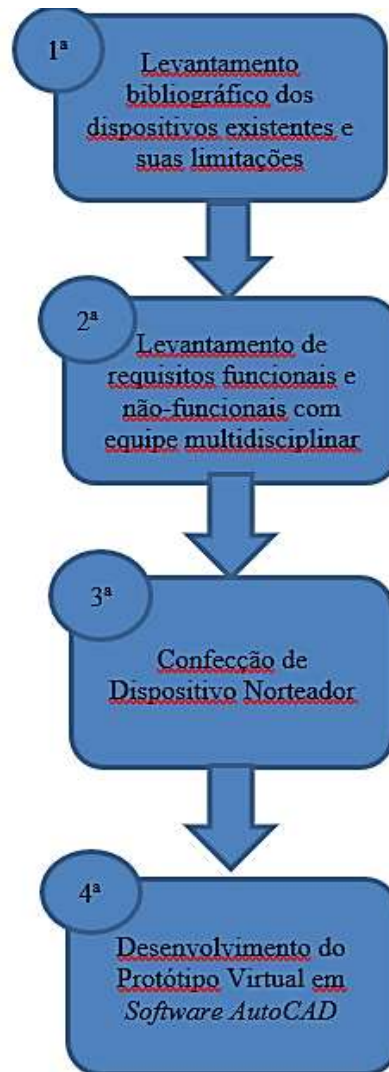 1ª
Levantamento
bibliográfico dos
dispositivos existentes e
suas limitações
2ª
Levantamento de
requisitos funcionais e
não-funcionais com
equipe multidisciplinar
3ª
Confecção de
Dispositivo Norteador
4ª
Desenvolvimento do
Protótipo Virtual em
Software AutoCAD